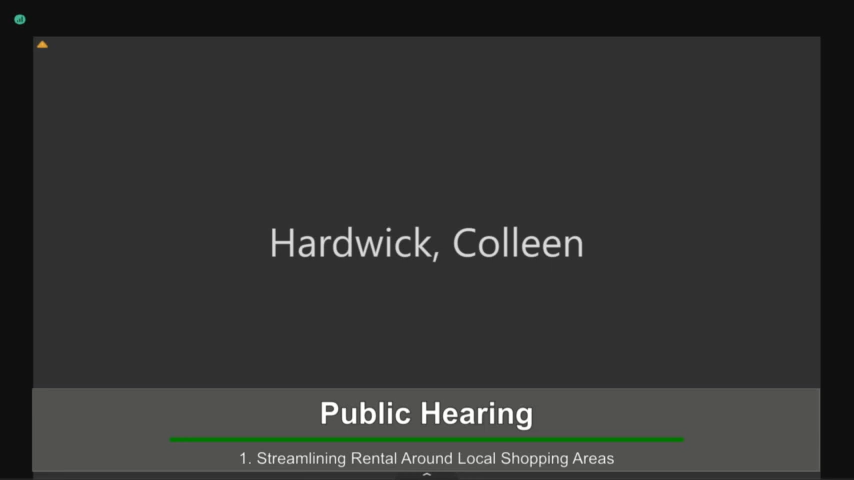 Hardwick, Colleen
Public Hearing
1. Streamlining Rental Around Local Shopping Areas